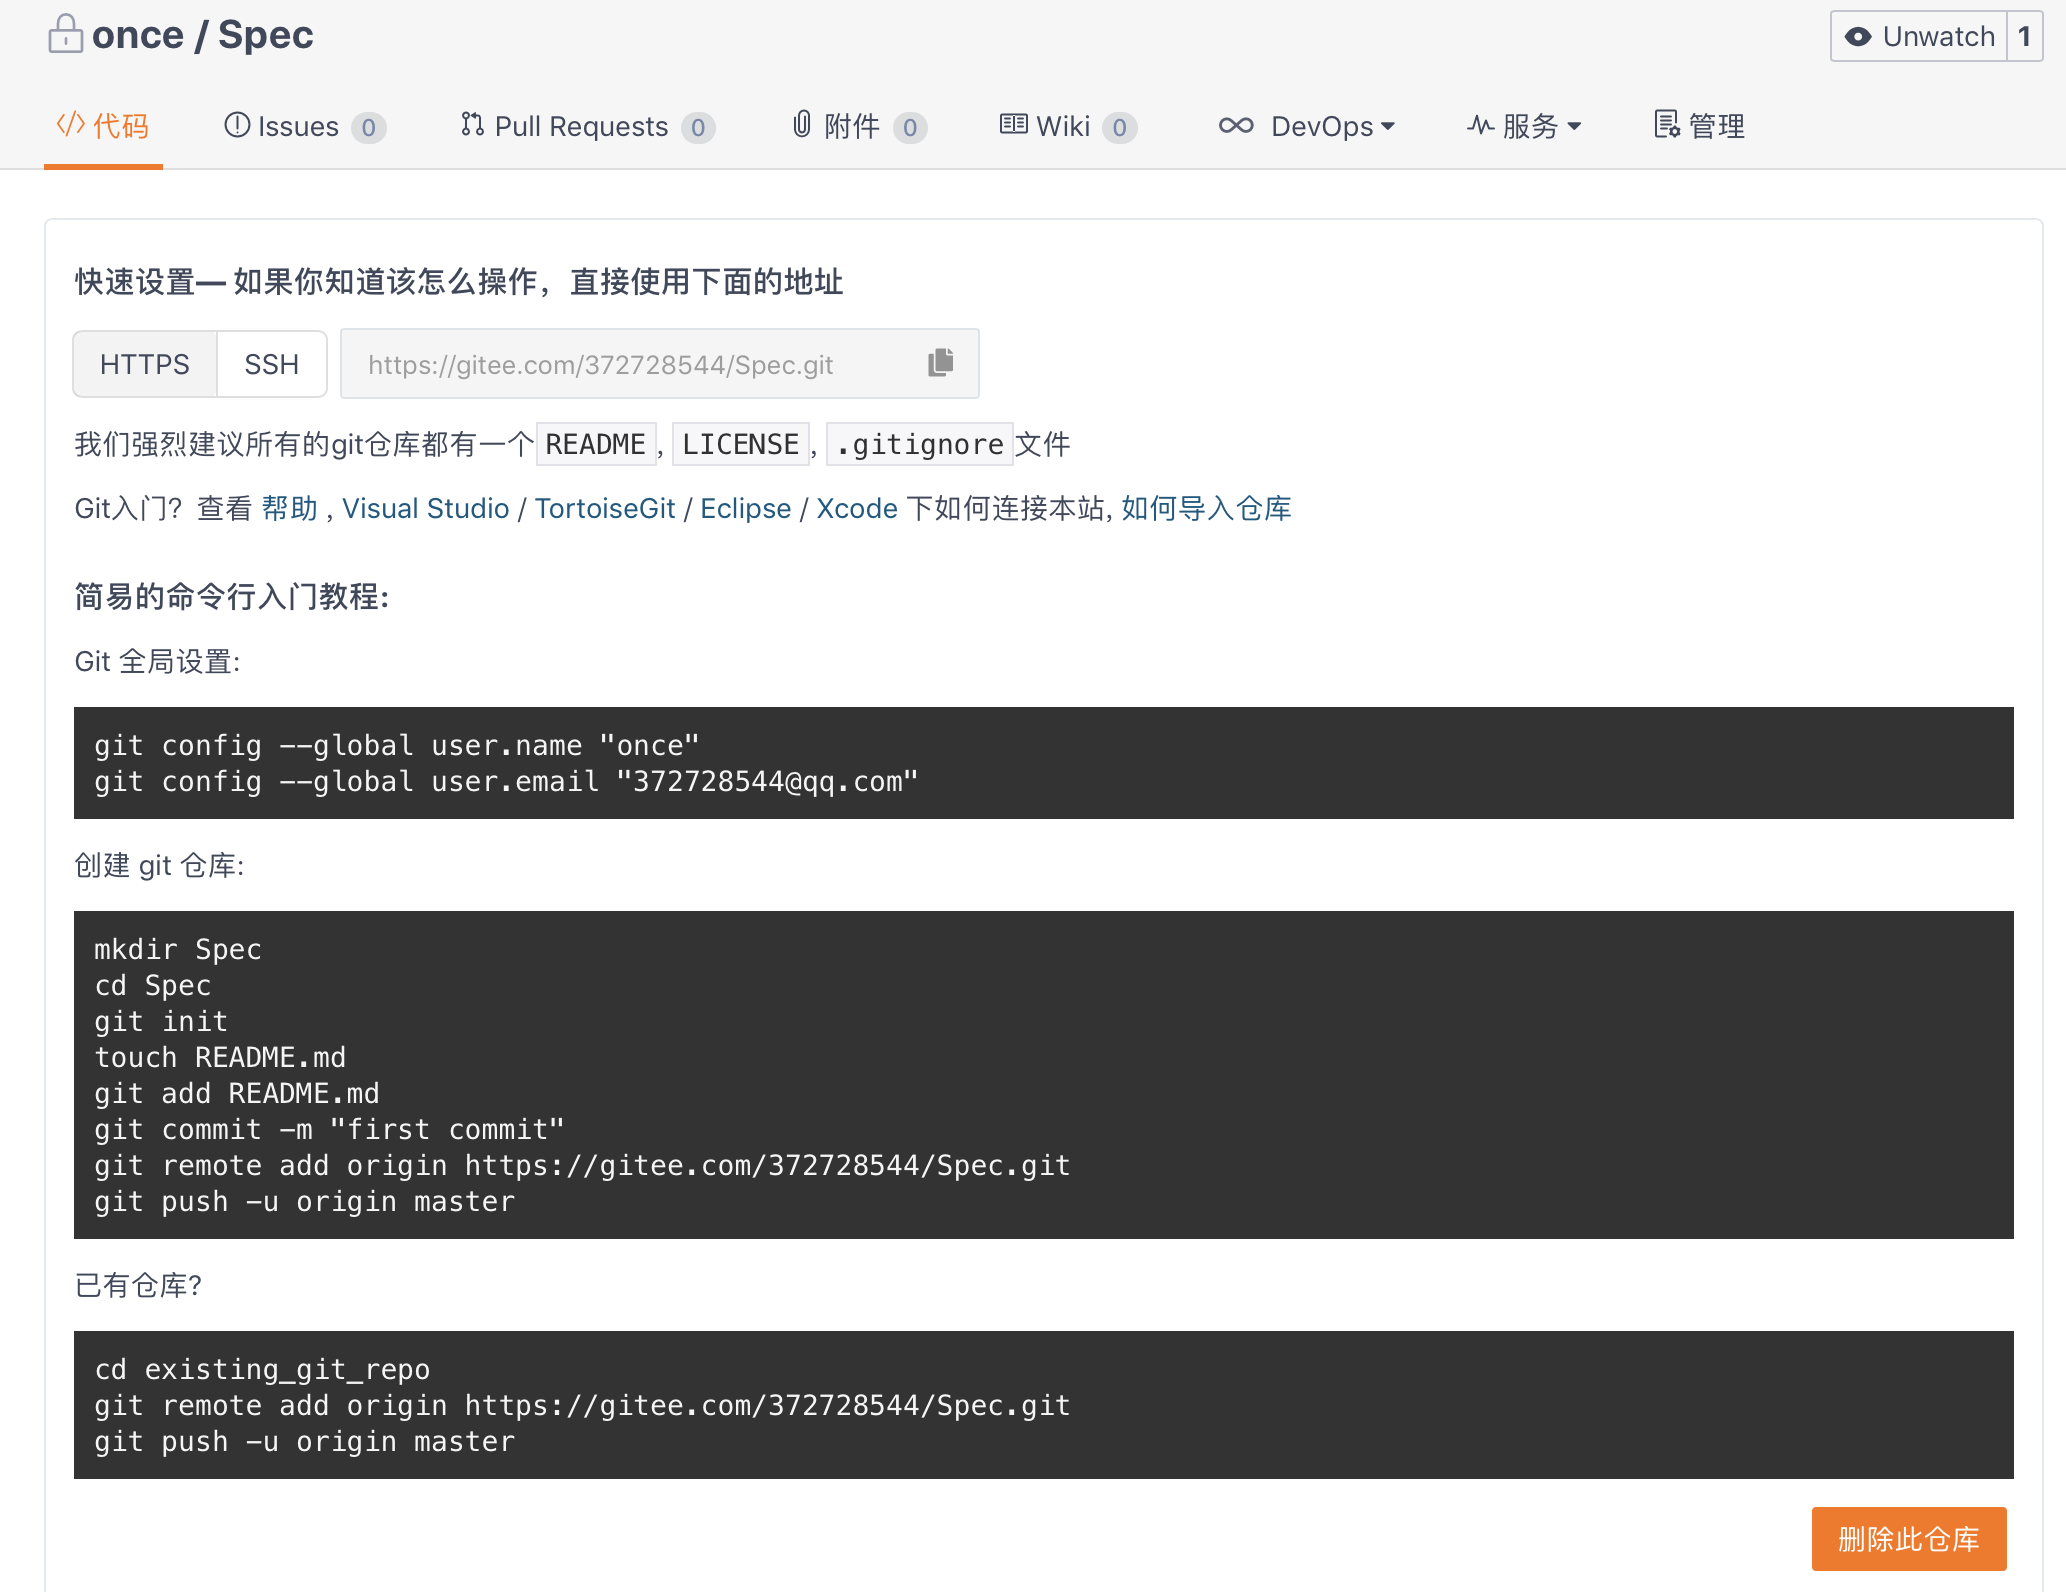 once / Spec
Unwatch 1
代码 Issues 0 Pull Requests 0 附件 0 Wiki 0 DevOps 服务 管理
快速设置— 如果你知道该怎么操作，直接使用下面的地址
HTTPS SSH https://gitee.com/372728544/Spec.git
我们强烈建议所有的git仓库都有一个 README , LICENSE , .gitignore 文件
Git入门？查看 帮助 , Visual Studio / TortoiseGit / Eclipse / Xcode 下如何连接本站, 如何导入仓库
简易的命令行入门教程:
Git 全局设置:
git config --global user.name "once"
git config --global user.email "372728544@qq.com"
创建 git 仓库:
mkdir Spec
cd Spec
git init
touch README.md
git add README.md
git commit -m "first commit"
git remote add origin https://gitee.com/372728544/Spec.git
git push -u origin master
已有仓库?
cd existing_git_repo
git remote add origin https://gitee.com/372728544/Spec.git
git push -u origin master
删除此仓库